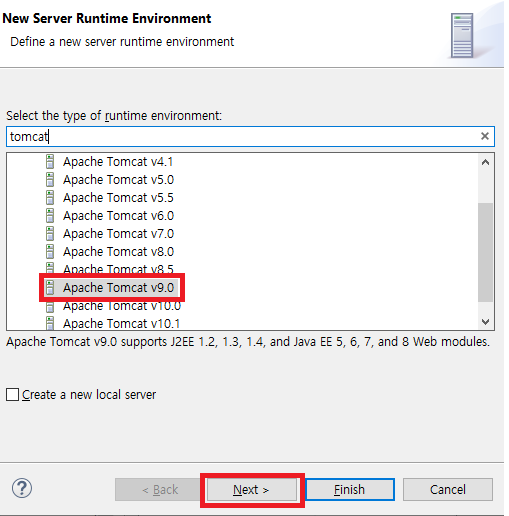 New Server Runtime Environment
Define a new server runtime environment
Select the type of runtime environment:
tomcat
Apache Tomcat v4.1
Apache Tomcat v5.0
Apache Tomcat v5.5
Apache Tomcat v6.0
Apache Tomcat v7.0
Apache Tomcat v8.0
Apache Tomcat v8.5
Apache Tomcat v9.0
Apache Tomcat v10.0
Apache Tomcat v10.1
Apache Tomcat v9.0 supports J2EE 1.2, 1.3, 1.4, and Java EE 5, 6, 7, and 8 Web modules.
Create a new local server
? < Back Next > Finish Cancel